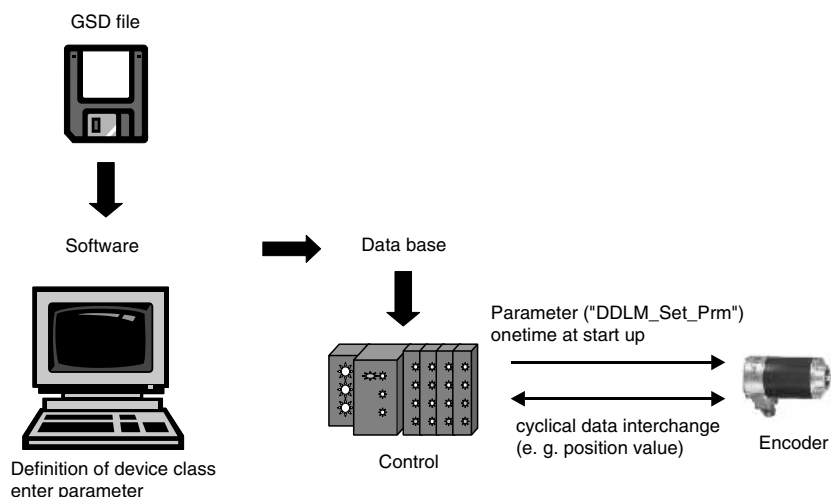 GSD file
Software
Data base
Parameter ("DDLM_Set_Prm")
onetime at start up
cyclical data interchange
(e. g. position value)
Encoder
Control
Definition of device class
enter parameter